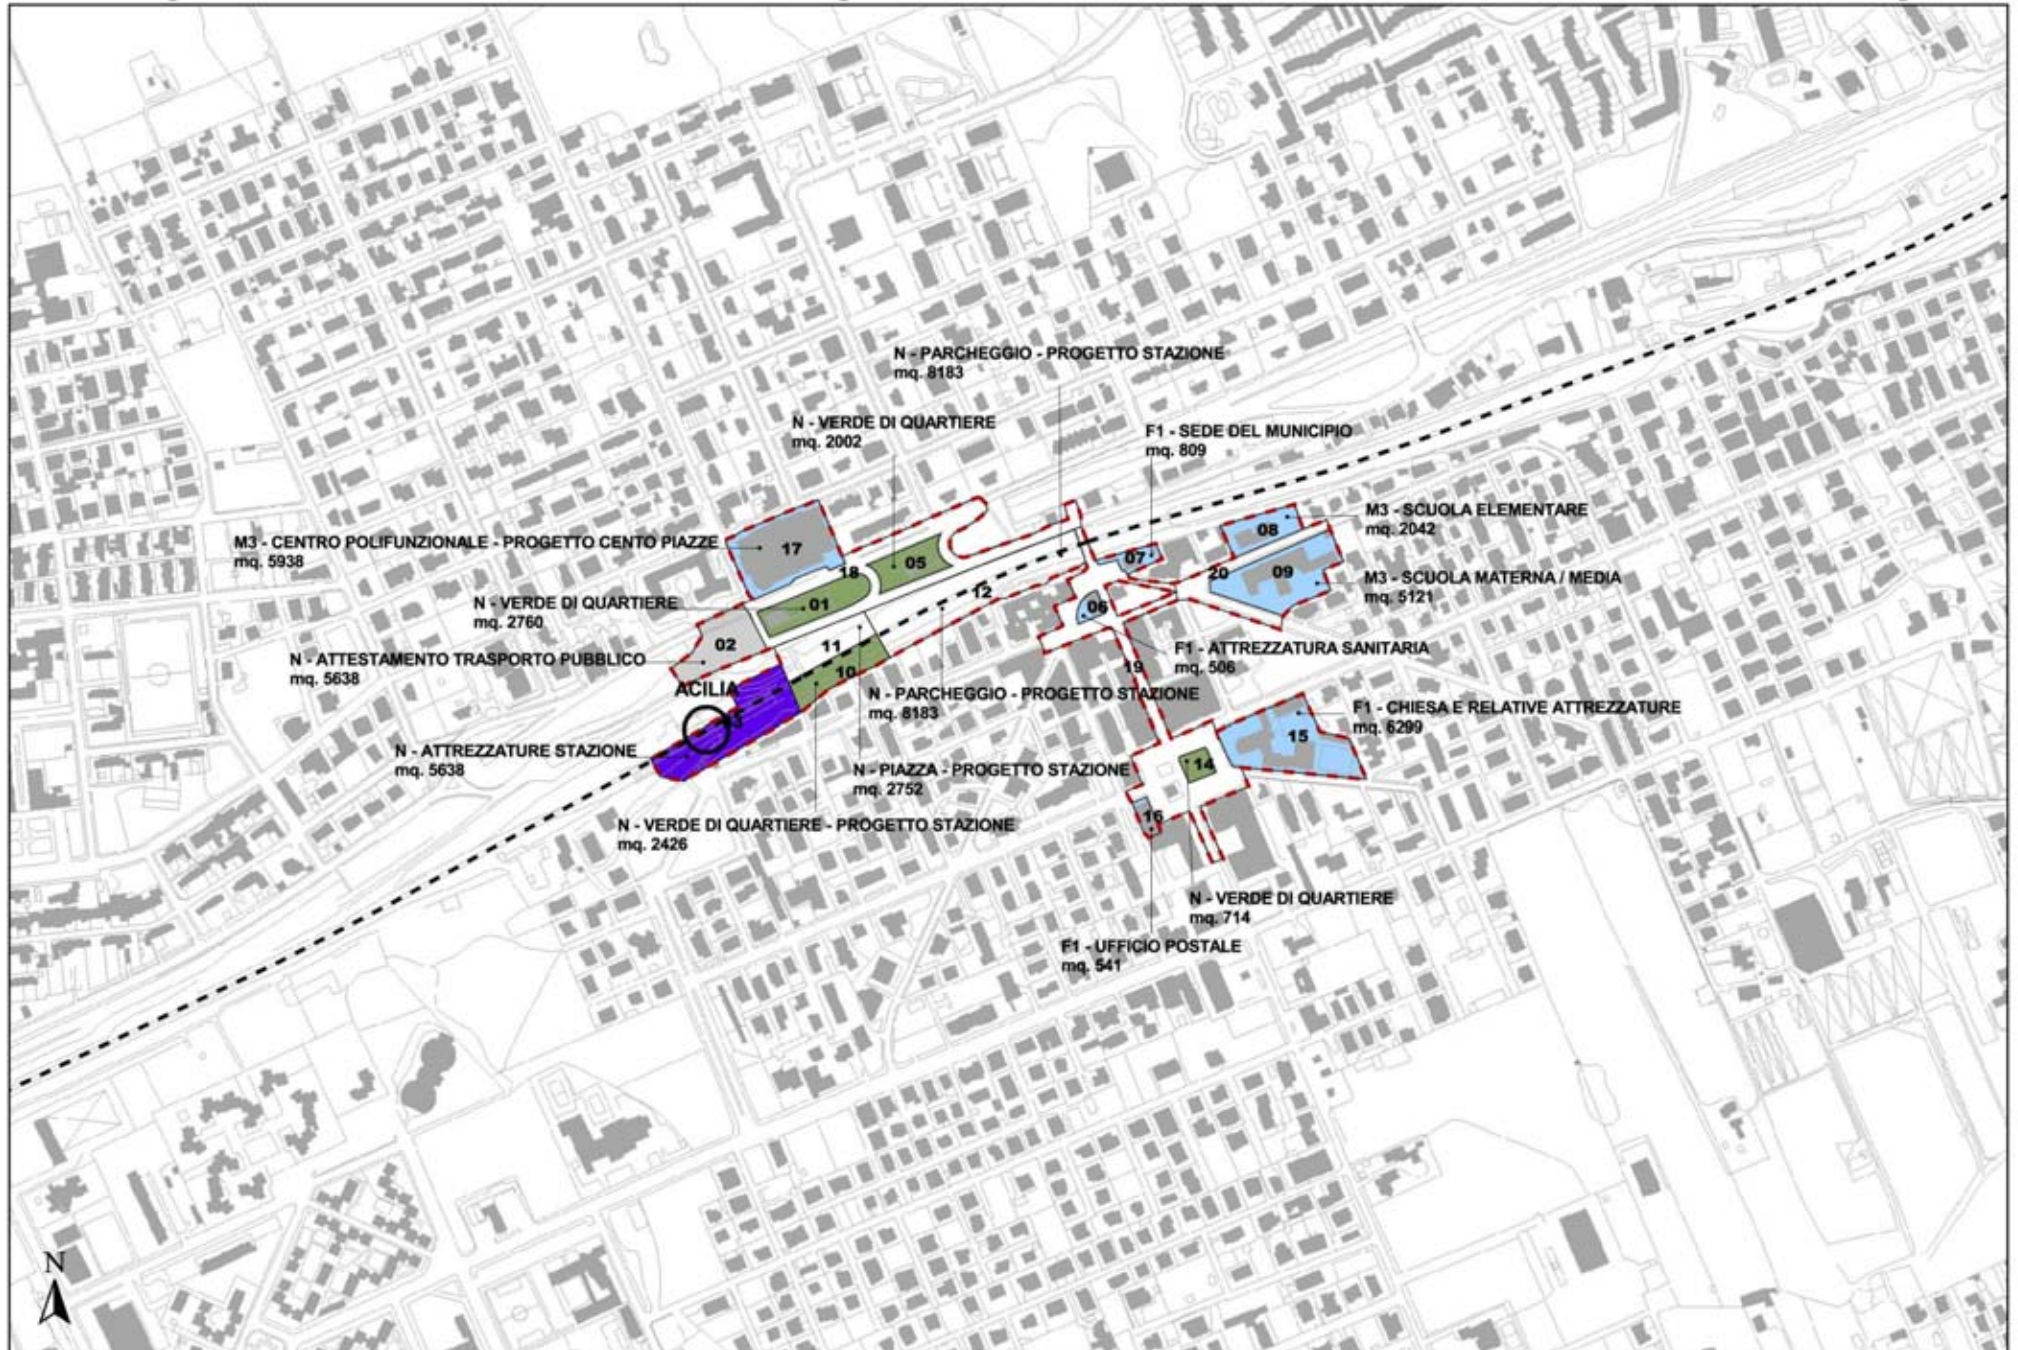 N - PARCHEGGIO - PROGETTO STAZIONE
mq. 8183
N - VERDE DI QUARTIERE
mq. 2002
F1 - SEDE DEL MUNICIPIO
mq. 809
M3 - SCUOLA ELEMENTARE
mq. 2042
08
M3 - CENTRO POLIFUNZIONALE - PROGETTO CENTO PIAZZE
mq. 5938
17
07
05
18
20
09
M3 - SCUOLA MATERNA / MEDIA
mq. 5121
12
N - VERDE DI QUARTIERE
mq. 2760
01
06
02
11
F1 - ATTREZZATURA SANITARIA
mq. 506
N - ATTESTAMENTO TRASPORTO PUBBLICO
mq. 5638
10
19
ACILIA
N - PARCHEGGIO - PROGETTO STAZIONE
mq. 8183
F1 - CHIESA E RELATIVE ATTREZZATURE
mq. 6299
15
N - ATTREZZATURE STAZIONE
mq. 5638
14
N - PIAZZA - PROGETTO STAZIONE
mq. 2752
16
N - VERDE DI QUARTIERE - PROGETTO STAZIONE
mq. 2426
N - VERDE DI QUARTIERE
mq. 714
F1 - UFFICIO POSTALE
mq. 541
N